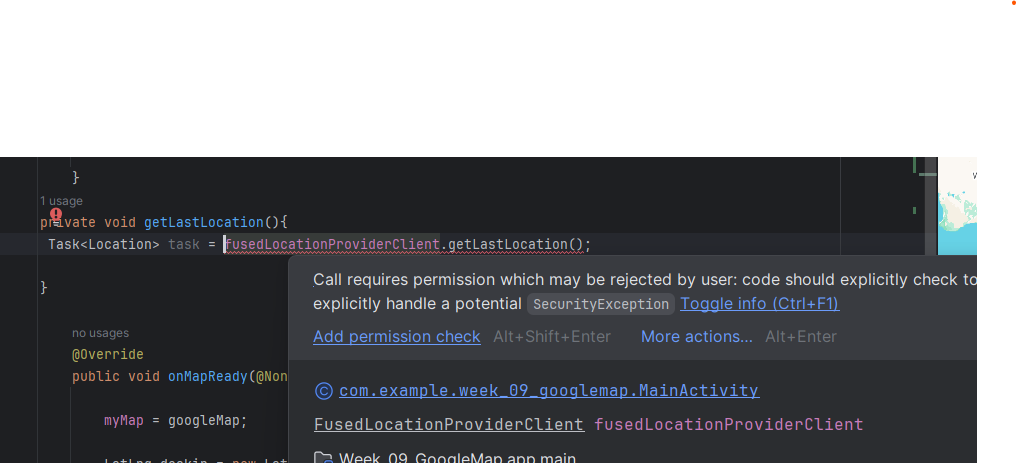 }
1 usage
private void getLastLocation(){
Task<Location> task = fusedLocationProviderClient.getLastLocation();
}
Call requires permission which may be rejected by user: code should explicitly check to
explicitly handle a potential SecurityException Toggle info (Ctrl+F1)
Add permission check Alt+Shift+Enter More actions... Alt+Enter
no usages
@Override
public void onMapReady(@Non
com.example.week_09_googlemap.MainActivity
myMap = googleMap;
FusedLocationProviderClient fusedLocationProviderClient
Week_09_GoogleMap.app.main